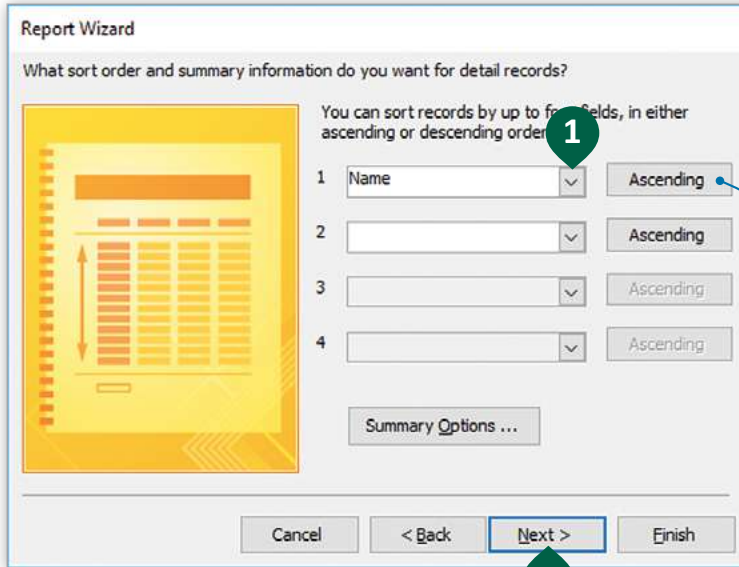 Report Wizard
What sort order and summary information do you want for detail records?
You can sort records by up to fields, in either
ascending or descending order
1
1 Name Ascending
2 Ascending
3 Ascending
4 Ascending
Summary Options ...
Cancel < Back Next > Finish